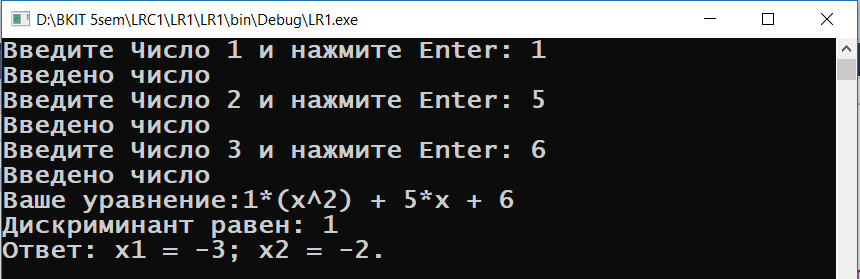 D:\BKIT 5sem\LRC1\LR1\LR1\bin\Debug\LR1.exe
Введите Число 1 и нажмите Enter: 1
Введено число
Введите Число 2 и нажмите Enter: 5
Введено число
Введите Число 3 и нажмите Enter: 6
Введено число
Ваше уравнение:1*(x^2) + 5*x + 6
Дискриминант равен: 1
Ответ: x1 = -3; x2 = -2.